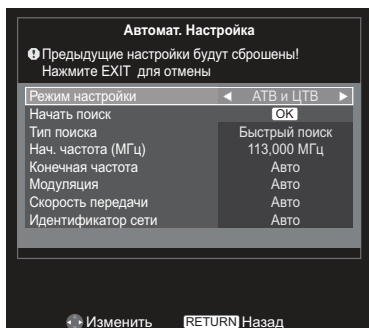 Автомат. Настройка
Предыдущие настройки будут сброшены!
Нажмите EXIT для отмены
Режим настройки АТВ и ЦТВ
Начать поиск OK
Тип поиска Быстрый поиск
Нач. частота (МГц) 113,000 МГц
Конечная частота Авто
Модуляция Авто
Скорость передачи Авто
Идентификатор сети Авто
Изменить RETURN Назад